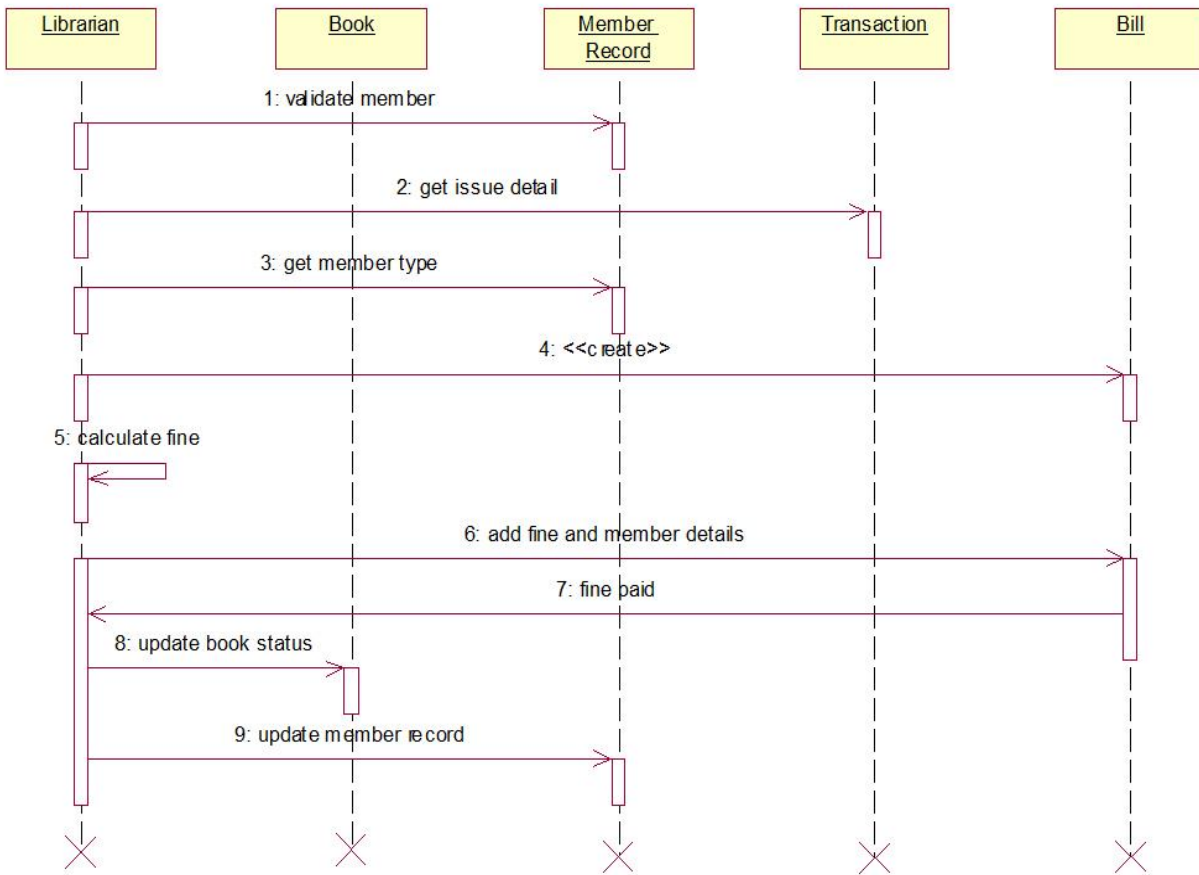 Librarian
Book
Member
Record
Transaction
Bill
1: validate member
2: get issue detail
3: get member type
4: <<create>>
5: calculate fine
6: add fine and member details
7: fine paid
8: update book status
9: update member record